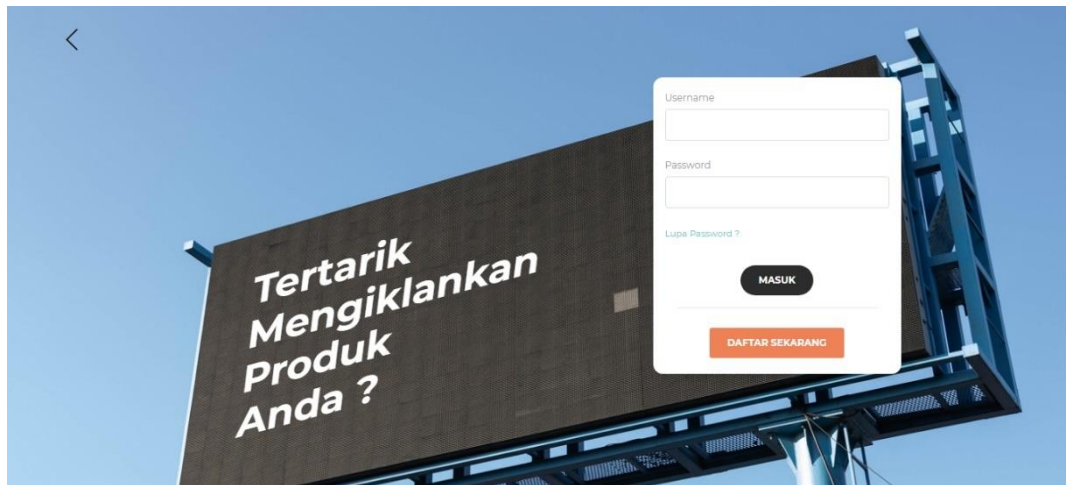 Tertarik
Mengiklankan
Produk
Anda ?
Username
Password
Lupa Password ?
MASUK
DAFTAR SEKARANG